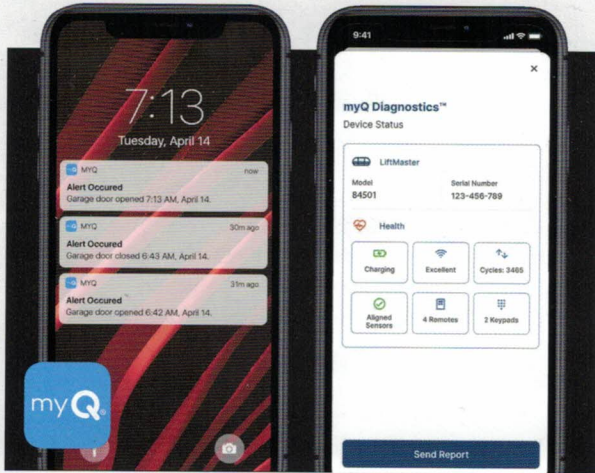 7:13
Tuesday, April 14
MYQ now
Alert Occured
Garage door opened 7:13 AM, April 14.
MYQ 30m ago
Alert Occured
Garage door closed 6:43 AM, April 14.
MYQ 31m ago
Alert Occured
Garage door opened 6:42 AM, April 14.
myQ
9:41
myQ Diagnostics™
Device Status
LiftMaster
Model Serial Number
84501 123-456-789
Health
Charging Excellent Cycles: 3465
Aligned
Sensors 4 Remotes 2 Keypads
Send Report